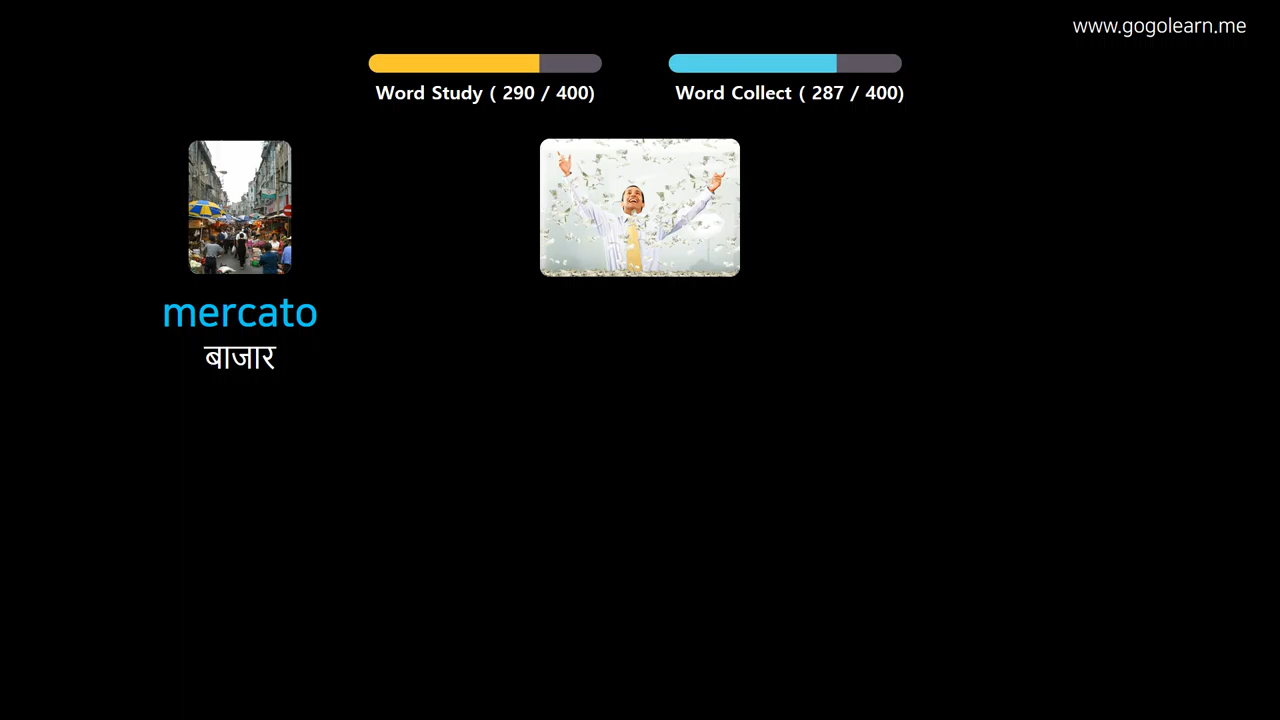 www.gogolearn.me
Word Study ( 290 / 400)
Word Collect ( 287 / 400)
mercato
बाजार